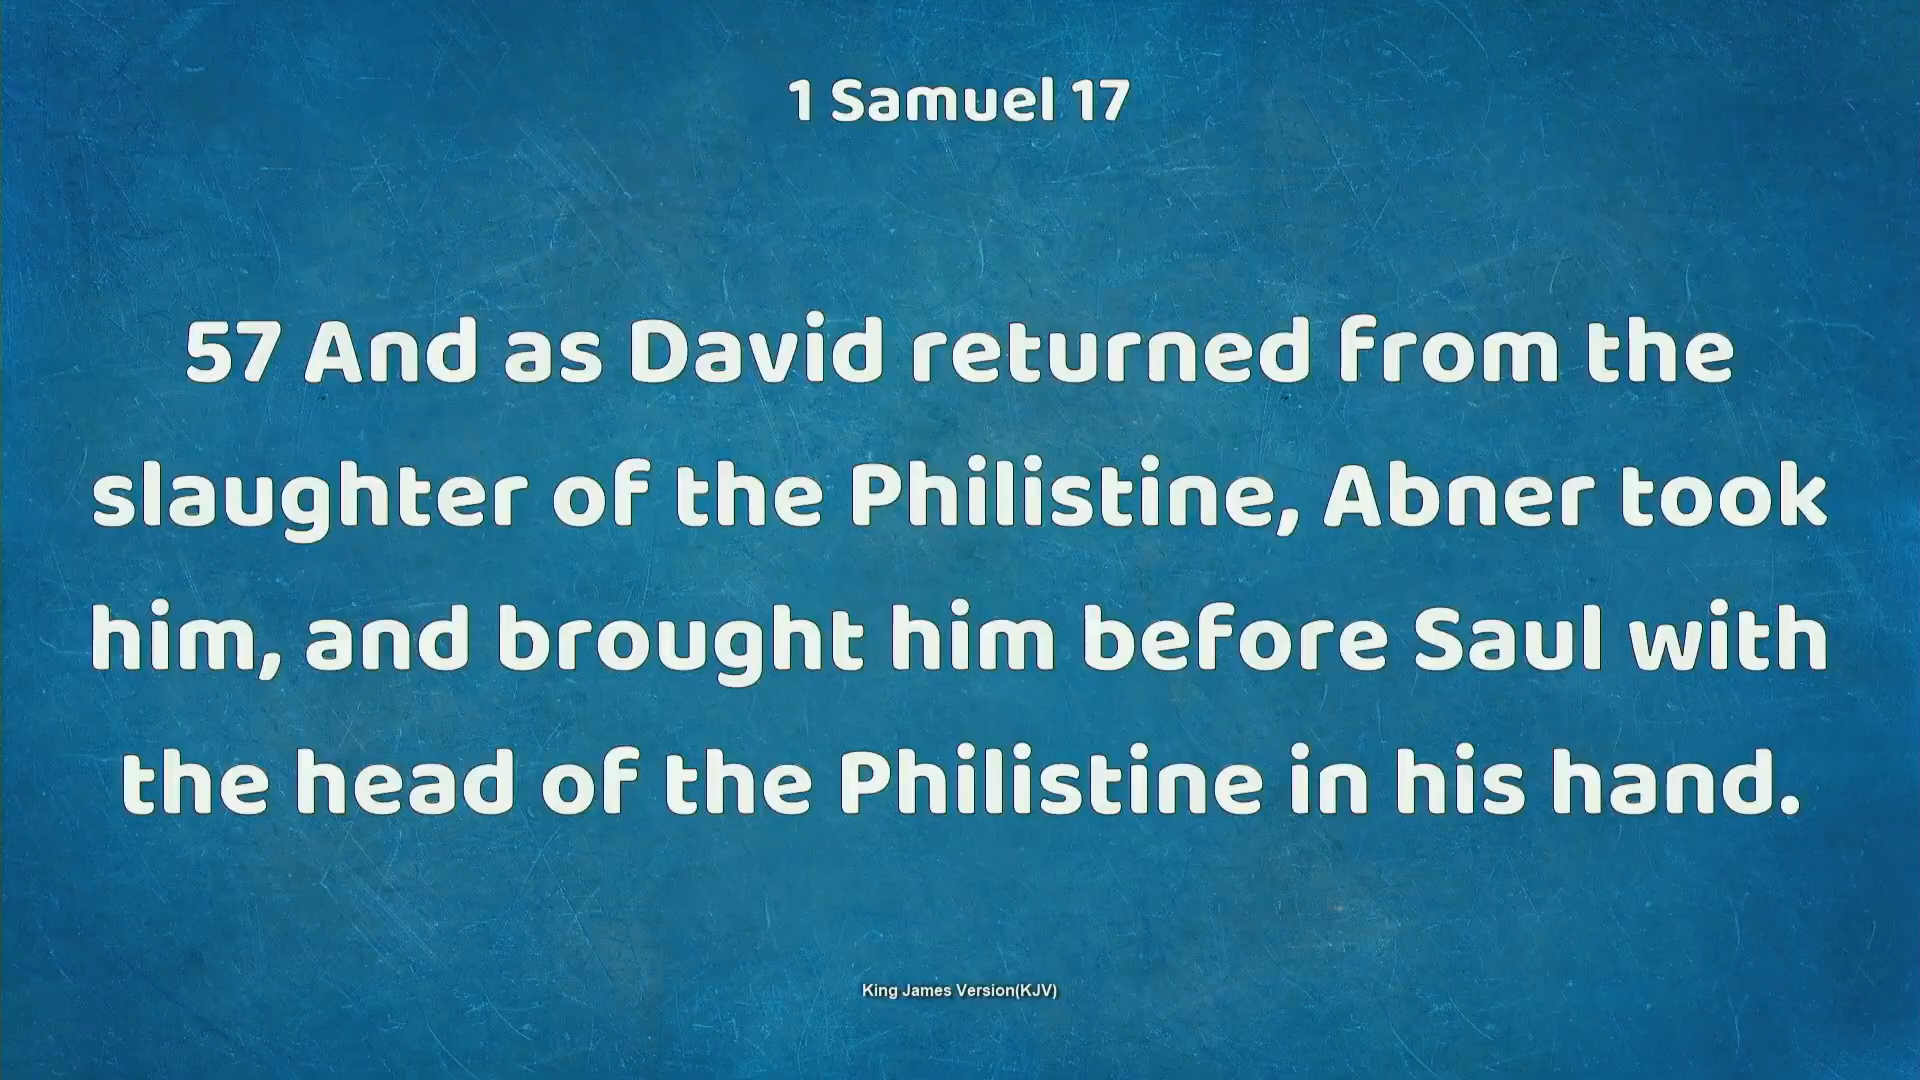 1 Samuel 17
57 And as David returned from the
slaughter of the Philistine, Abner took
him, and brought him before Saul with
the head of the Philistine in his hand.
King James Version(KJV)